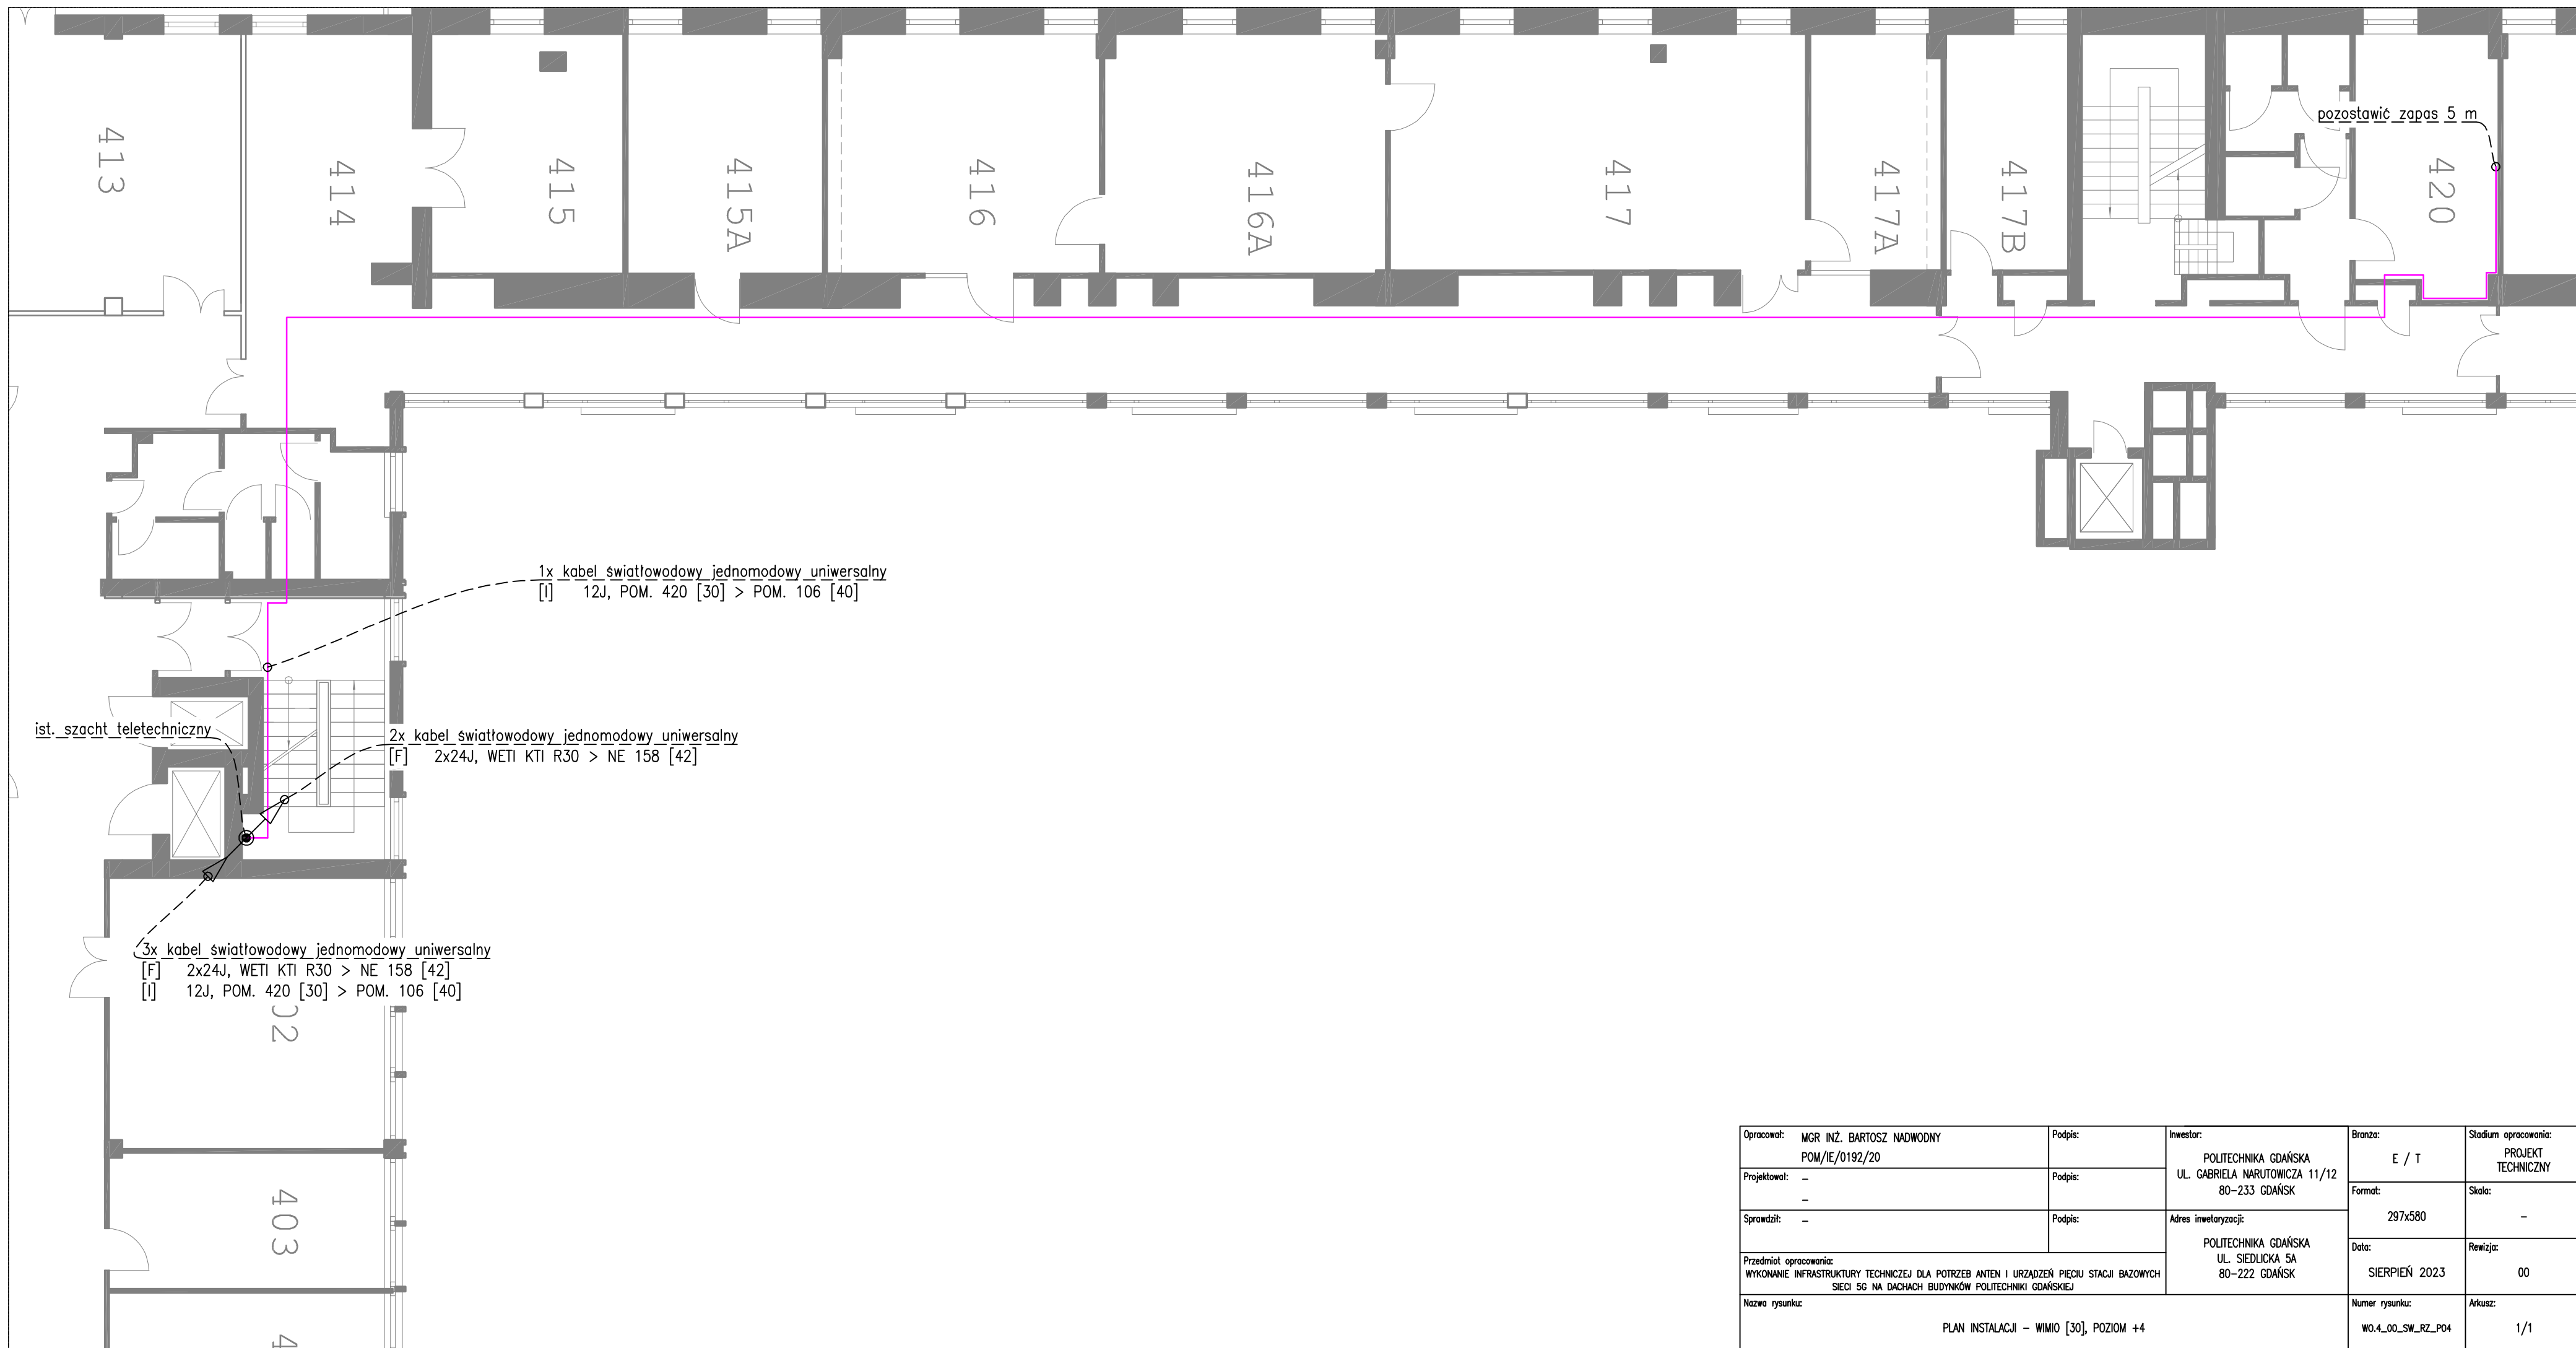 413
414
415
415A
416
416A
417
417A
417B
420
pozostawić zapas 5 m
1x kabel światłowodowy jednomodowy uniwersalny
[I] 12J, POM. 420 [30] > POM. 106 [40]
ist. szacht teletechniczny
2x kabel światłowodowy jednomodowy uniwersalny
[F] 2x24J, WETI KTI R30 > NE 158 [42]
3x kabel światłowodowy jednomodowy uniwersalny
[F] 2x24J, WETI KTI R30 > NE 158 [42]
[I] 12J, POM. 420 [30] > POM. 106 [40]
02
403
4
Opracował: MGR INŻ. BARTOSZ NADWODNY
POM/IE/0192/20
Podpis:
Projektował: –
–
Podpis:
Sprawdził: –
Podpis:
Inwestor:
POLITECHNIKA GDAŃSKA
UL. GABRIELA NARUTOWICZA 11/12
80-233 GDAŃSK
Adres inwetaryzacji:
POLITECHNIKA GDAŃSKA
UL. SIEDLICKA 5A
80-222 GDAŃSK
Branża:
E / T
Stadium opracowania:
PROJEKT
TECHNICZNY
Format:
297x580
Skala:
–
Data:
SIERPIEŃ 2023
Rewizja:
00
Przedmiot opracowania:
WYKONANIE INFRASTRUKTURY TECHNICZEJ DLA POTRZEB ANTEN I URZĄDZEŃ PIĘCIU STACJI BAZOWYCH
SIECI 5G NA DACHACH BUDYNKÓW POLITECHNIKI GDAŃSKIEJ
Nazwa rysunku:
PLAN INSTALACJI – WIMIO [30], POZIOM +4
Numer rysunku:
WO.4_00_SW_RZ_P04
Arkusz:
1/1